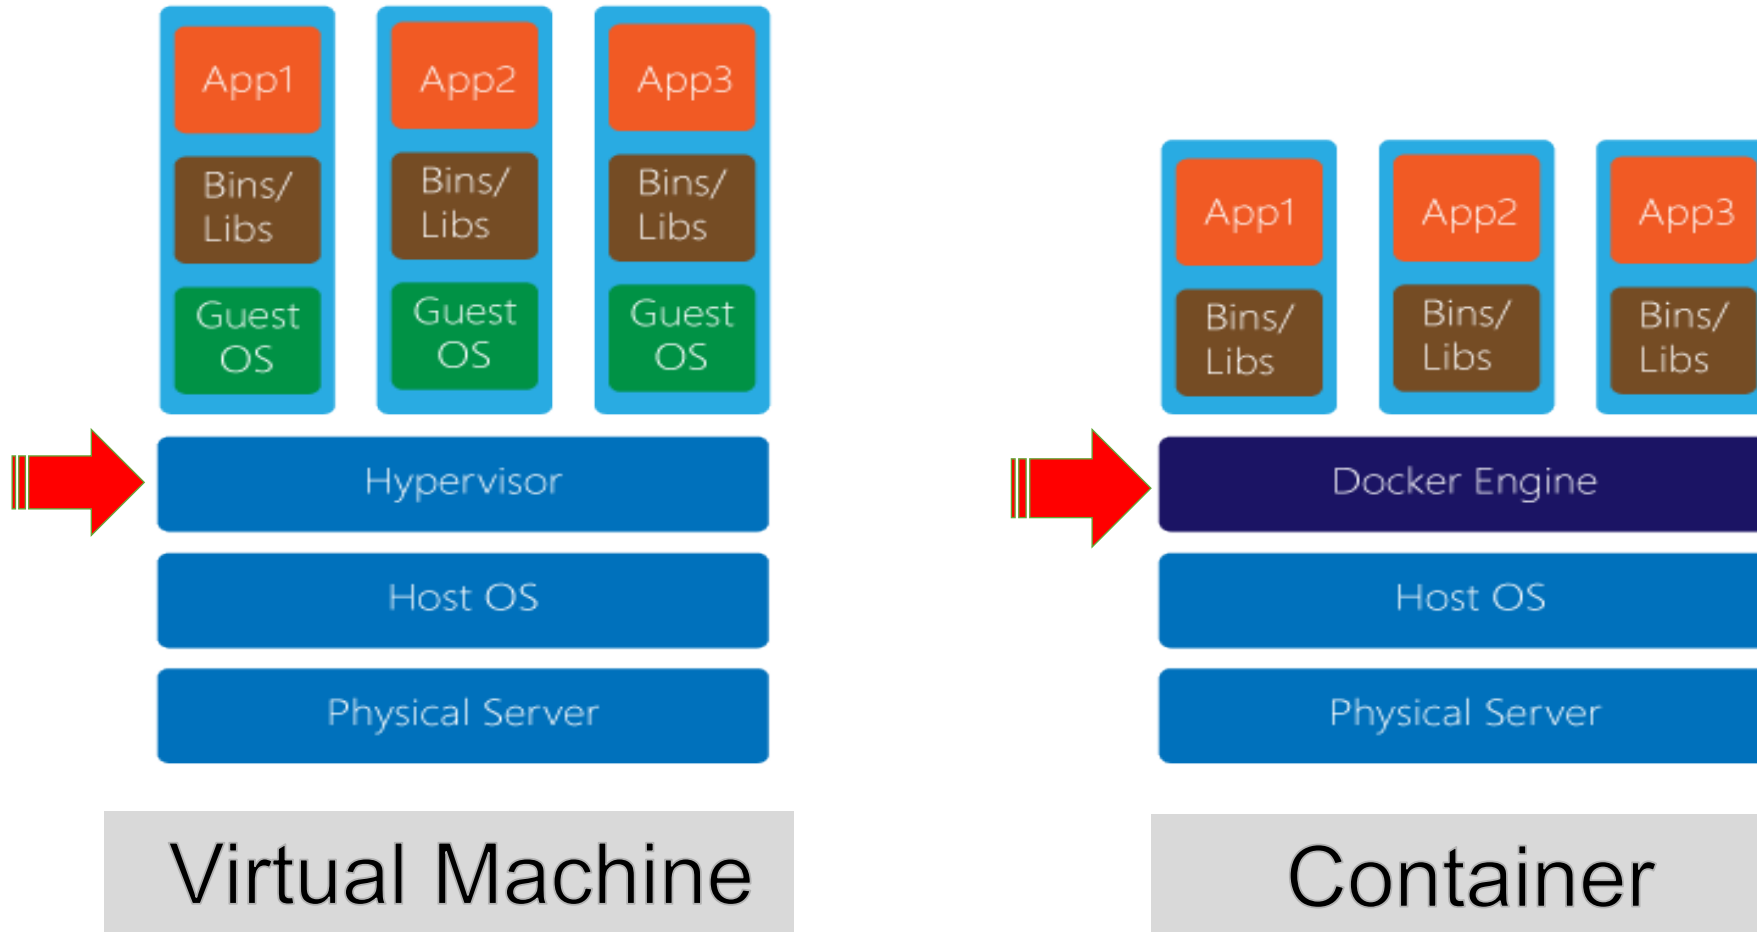 App1
Bins/
Libs
Guest
OS
App2
Bins/
Libs
Guest
OS
App3
Bins/
Libs
Guest
OS
Hypervisor
Host OS
Physical Server
Virtual Machine
App1
Bins/
Libs
App2
Bins/
Libs
App3
Bins/
Libs
Docker Engine
Host OS
Physical Server
Container